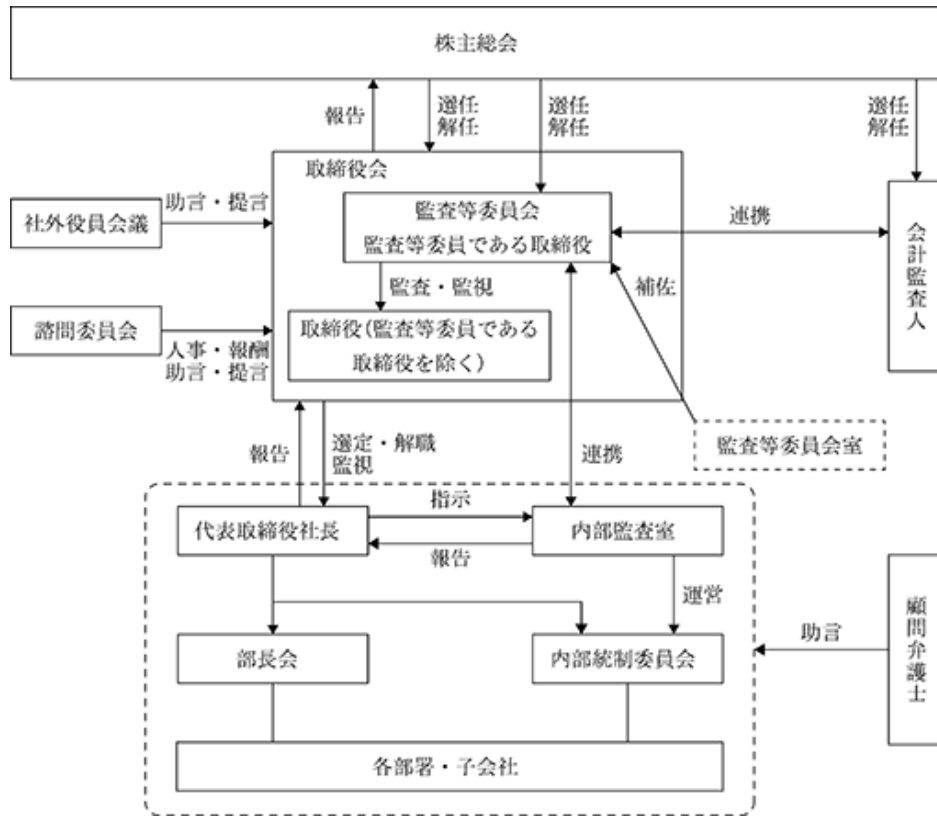 株主総会
報告
選任
解任
選任
解任
選任
解任
取締役会
社外役員会議
助言・提言
監査等委員会
監査等委員である取締役
連携
会計監査人
監査・監視
補佐
諮問委員会
人事・報酬
助言・提言
取締役(監査等委員である
取締役を除く)
監査等委員会室
報告
選定・解職
監視
連携
指示
代表取締役社長
内部監査室
報告
運営
顧問弁護士
助言
部長会
内部統制委員会
各部署・子会社